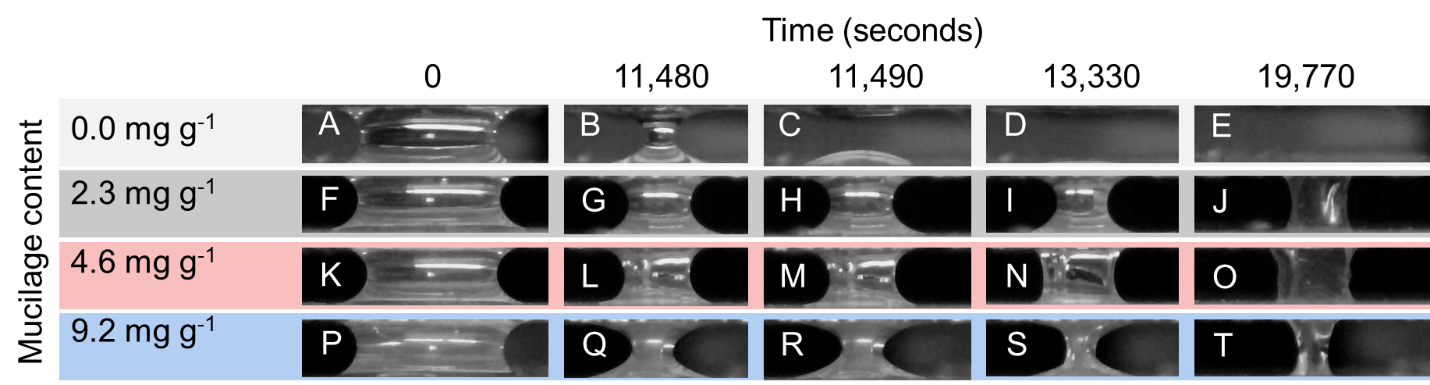 Time (seconds)
0 11,480 11,490 13,330 19,770
Mucilage content
0.0 mg g⁻¹ A B C D E
2.3 mg g⁻¹ F G H I J
4.6 mg g⁻¹ K L M N O
9.2 mg g⁻¹ P Q R S T